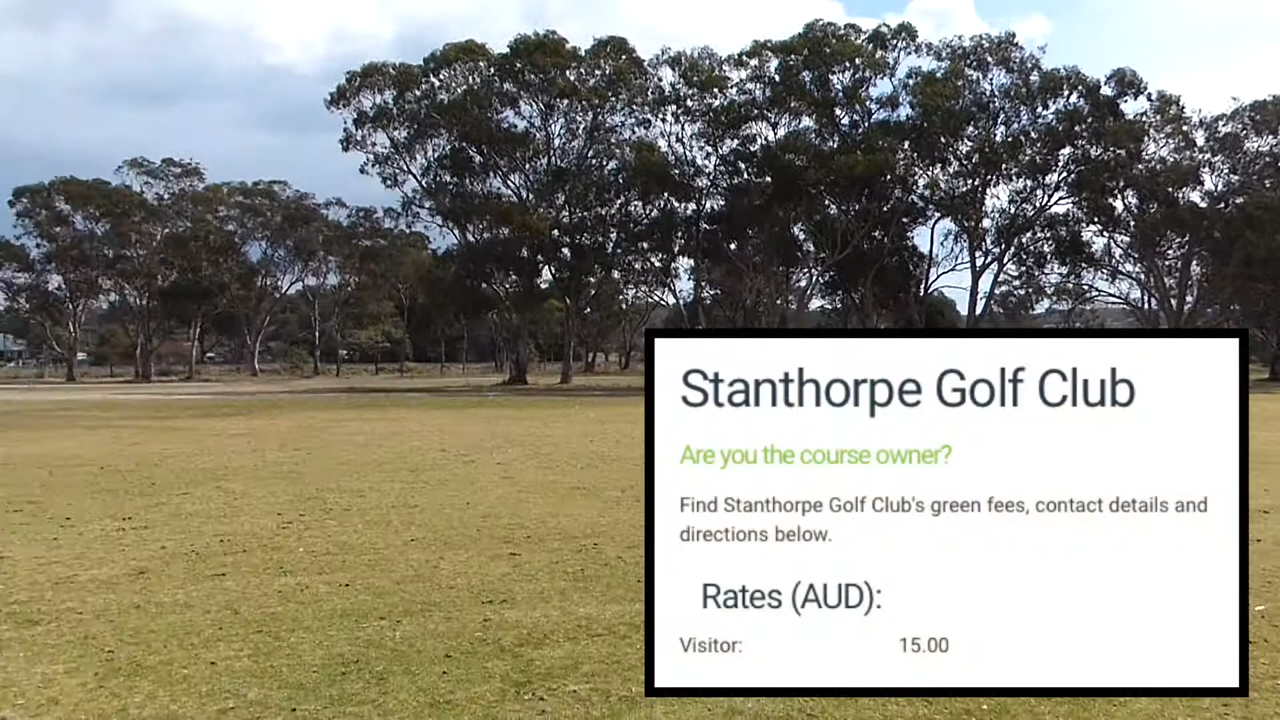 Stanthorpe Golf Club
Are you the course owner?
Find Stanthorpe Golf Club's green fees, contact details and
directions below.
Rates (AUD):
Visitor: 15.00